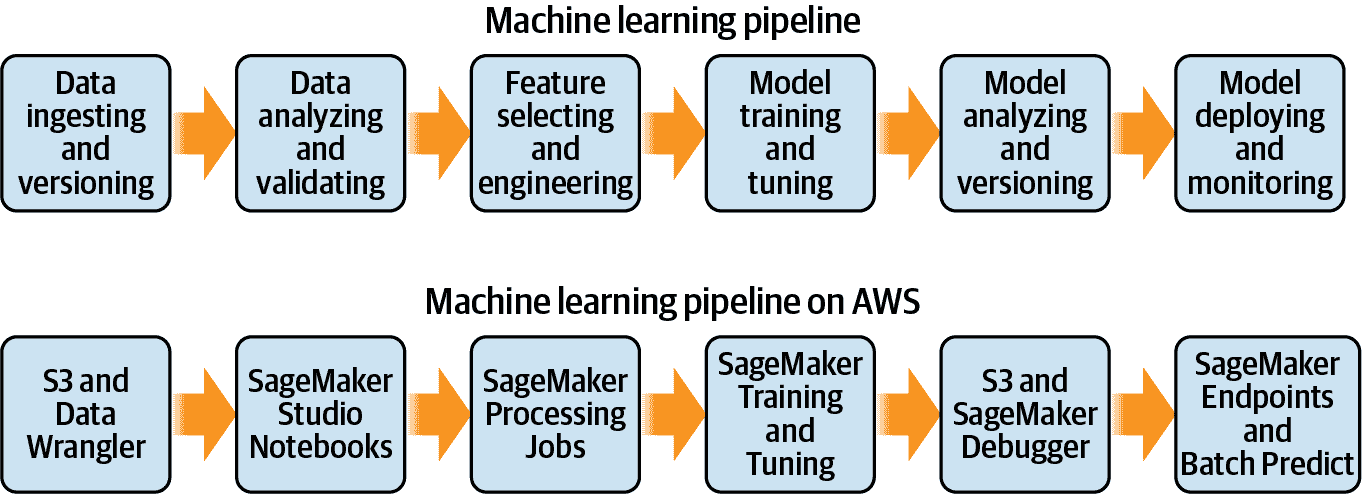 Machine learning pipeline
Data
ingesting
and
versioning
Data
analyzing
and
validating
Feature
selecting
and
engineering
Model
training
and
tuning
Model
analyzing
and
versioning
Model
deploying
and
monitoring
Machine learning pipeline on AWS
S3 and
Data
Wrangler
SageMaker
Studio
Notebooks
SageMaker
Processing
Jobs
SageMaker
Training
and
Tuning
S3 and
SageMaker
Debugger
SageMaker
Endpoints
and
Batch Predict